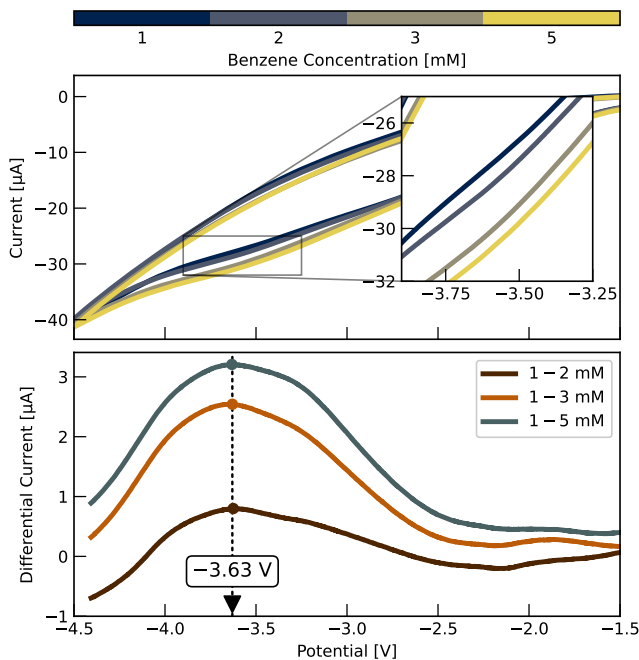 1 2 3 5
Benzene Concentration [mM]
Current [µA]
0
−10
−20
−30
−40
−26
−28
−30
−32
−3.75 −3.50 −3.25
Differential Current [µA]
3
2
1
0
−1
1 − 2 mM
1 − 3 mM
1 − 5 mM
−3.63 V
−4.5 −4.0 −3.5 −3.0 −2.5 −2.0 −1.5
Potential [V]